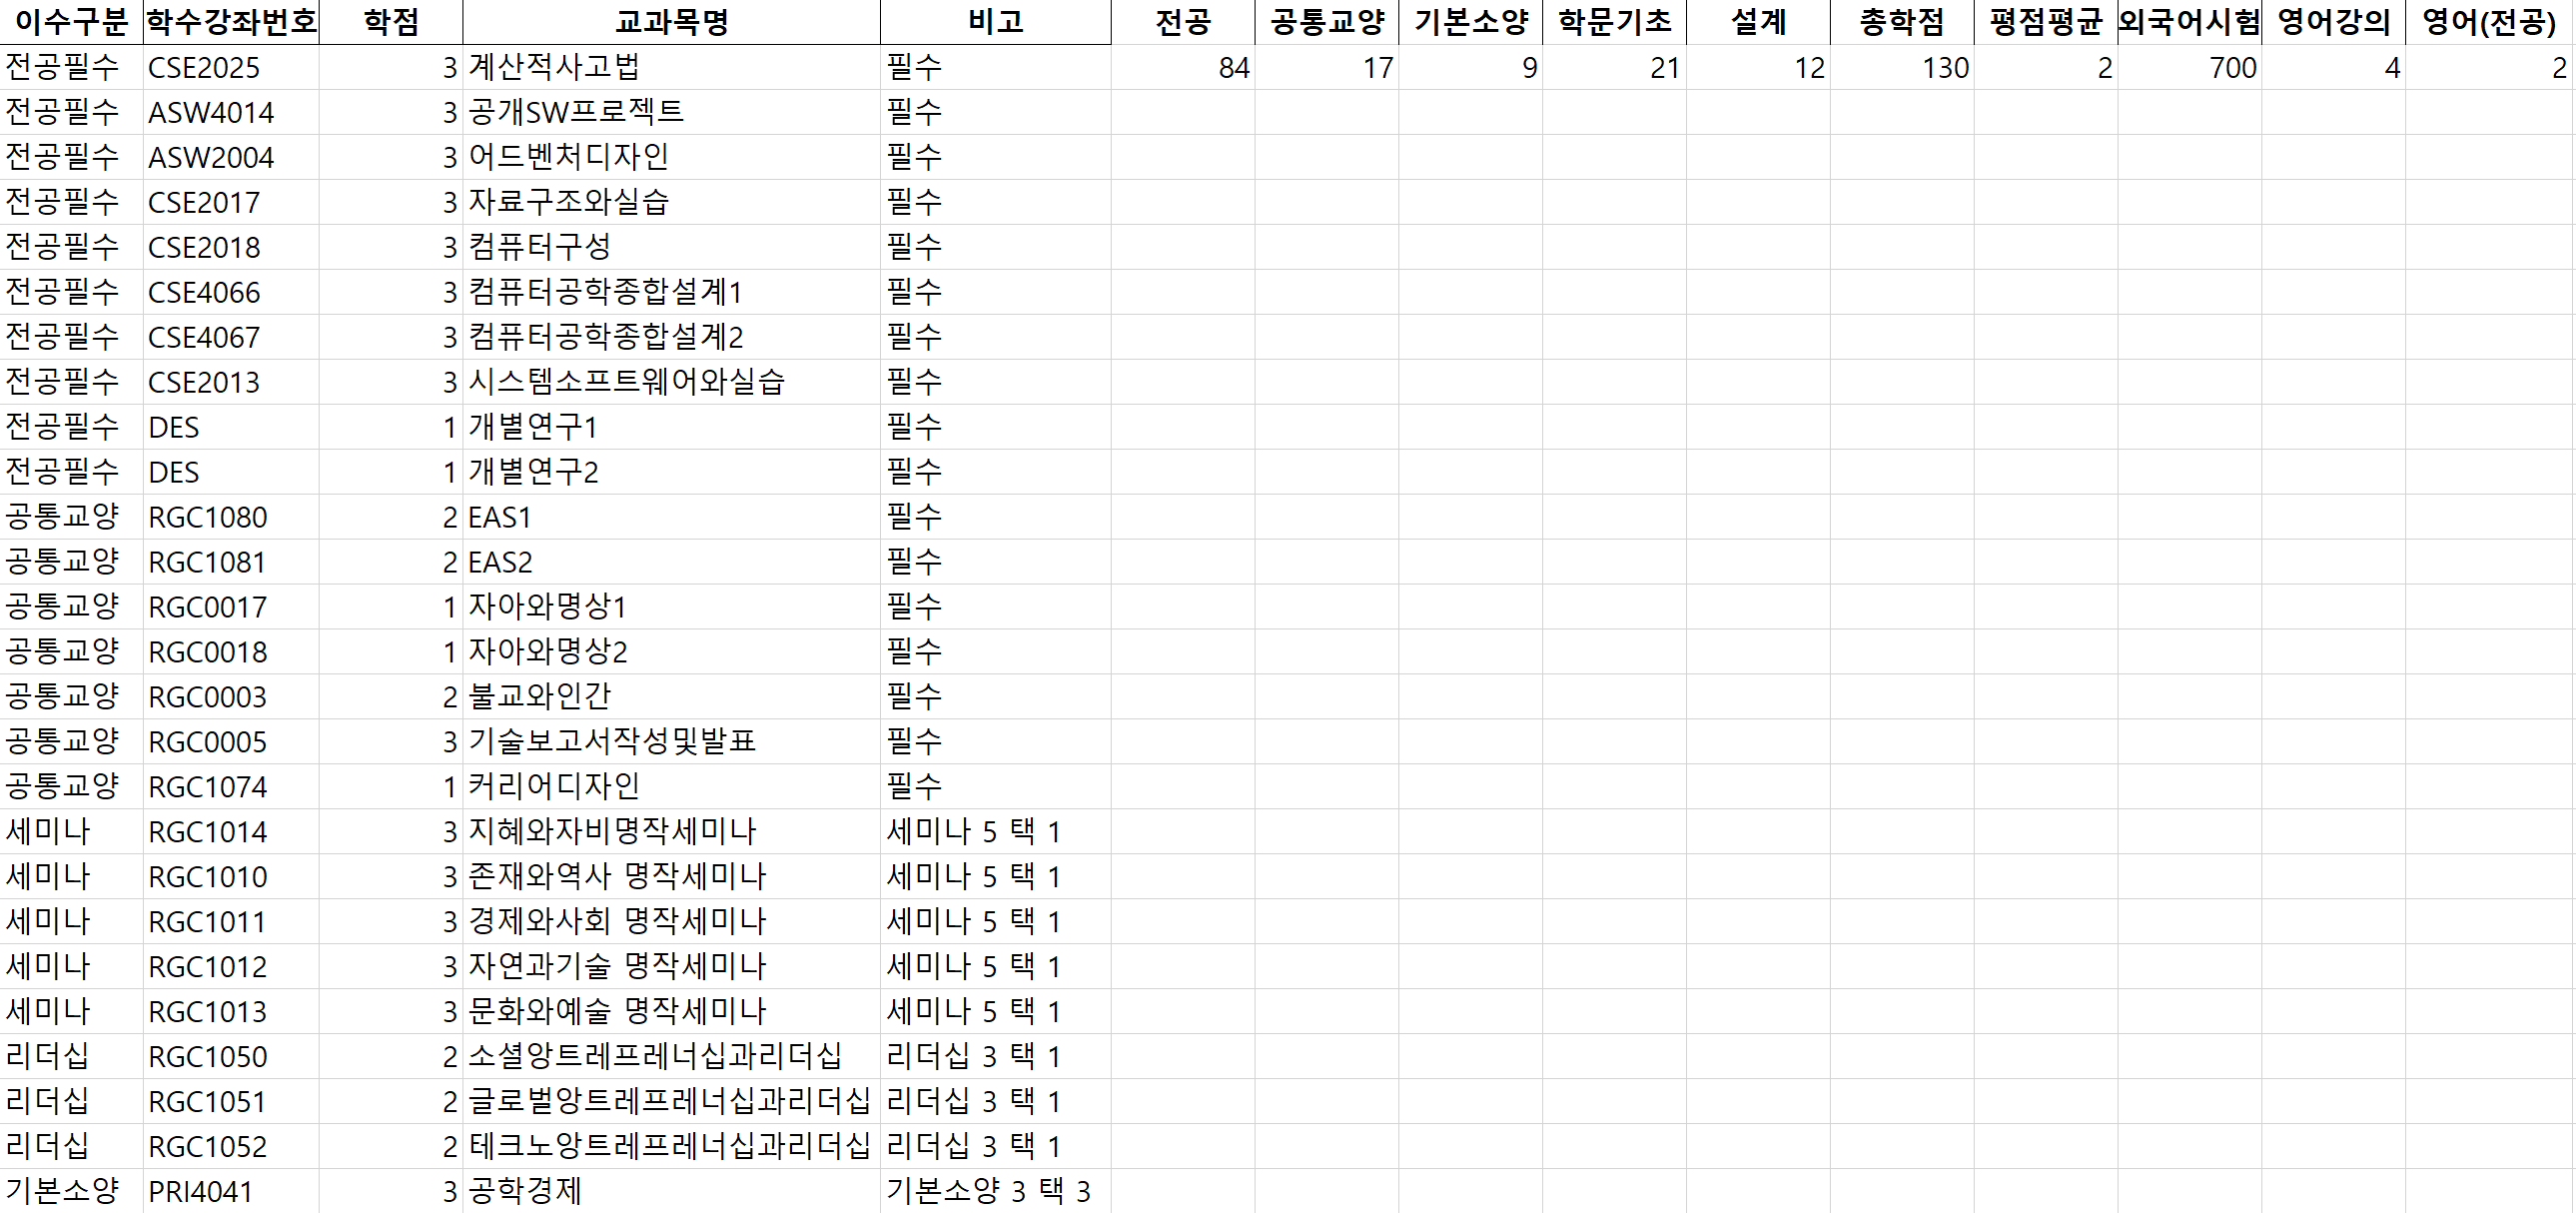 이수구분 학수강좌번호 학점 교과목명 비고 전공 공통교양 기본소양 학문기초 설계 총학점 평점평균 외국어시험 영어강의 영어(전공)
전공필수 CSE2025 3 계산적사고법 필수 84 17 9 21 12 130 2 700 4 2
전공필수 ASW4014 3 공개SW프로젝트 필수
전공필수 ASW2004 3 어드벤처디자인 필수
전공필수 CSE2017 3 자료구조와실습 필수
전공필수 CSE2018 3 컴퓨터구성 필수
전공필수 CSE4066 3 컴퓨터공학종합설계1 필수
전공필수 CSE4067 3 컴퓨터공학종합설계2 필수
전공필수 CSE2013 3 시스템소프트웨어와실습 필수
전공필수 DES 1 개별연구1 필수
전공필수 DES 1 개별연구2 필수
공통교양 RGC1080 2 EAS1 필수
공통교양 RGC1081 2 EAS2 필수
공통교양 RGC0017 1 자아와명상1 필수
공통교양 RGC0018 1 자아와명상2 필수
공통교양 RGC0003 2 불교와인간 필수
공통교양 RGC0005 3 기술보고서작성및발표 필수
공통교양 RGC1074 1 커리어디자인 필수
세미나 RGC1014 3 지혜와자비명작세미나 세미나 5 택 1
세미나 RGC1010 3 존재와역사 명작세미나 세미나 5 택 1
세미나 RGC1011 3 경제와사회 명작세미나 세미나 5 택 1
세미나 RGC1012 3 자연과기술 명작세미나 세미나 5 택 1
세미나 RGC1013 3 문화와예술 명작세미나 세미나 5 택 1
리더십 RGC1050 2 소셜앙트레프레너십과리더십 리더십 3 택 1
리더십 RGC1051 2 글로벌앙트레프레너십과리더십 리더십 3 택 1
리더십 RGC1052 2 테크노앙트레프레너십과리더십 리더십 3 택 1
기본소양 PRI4041 3 공학경제 기본소양 3 택 3